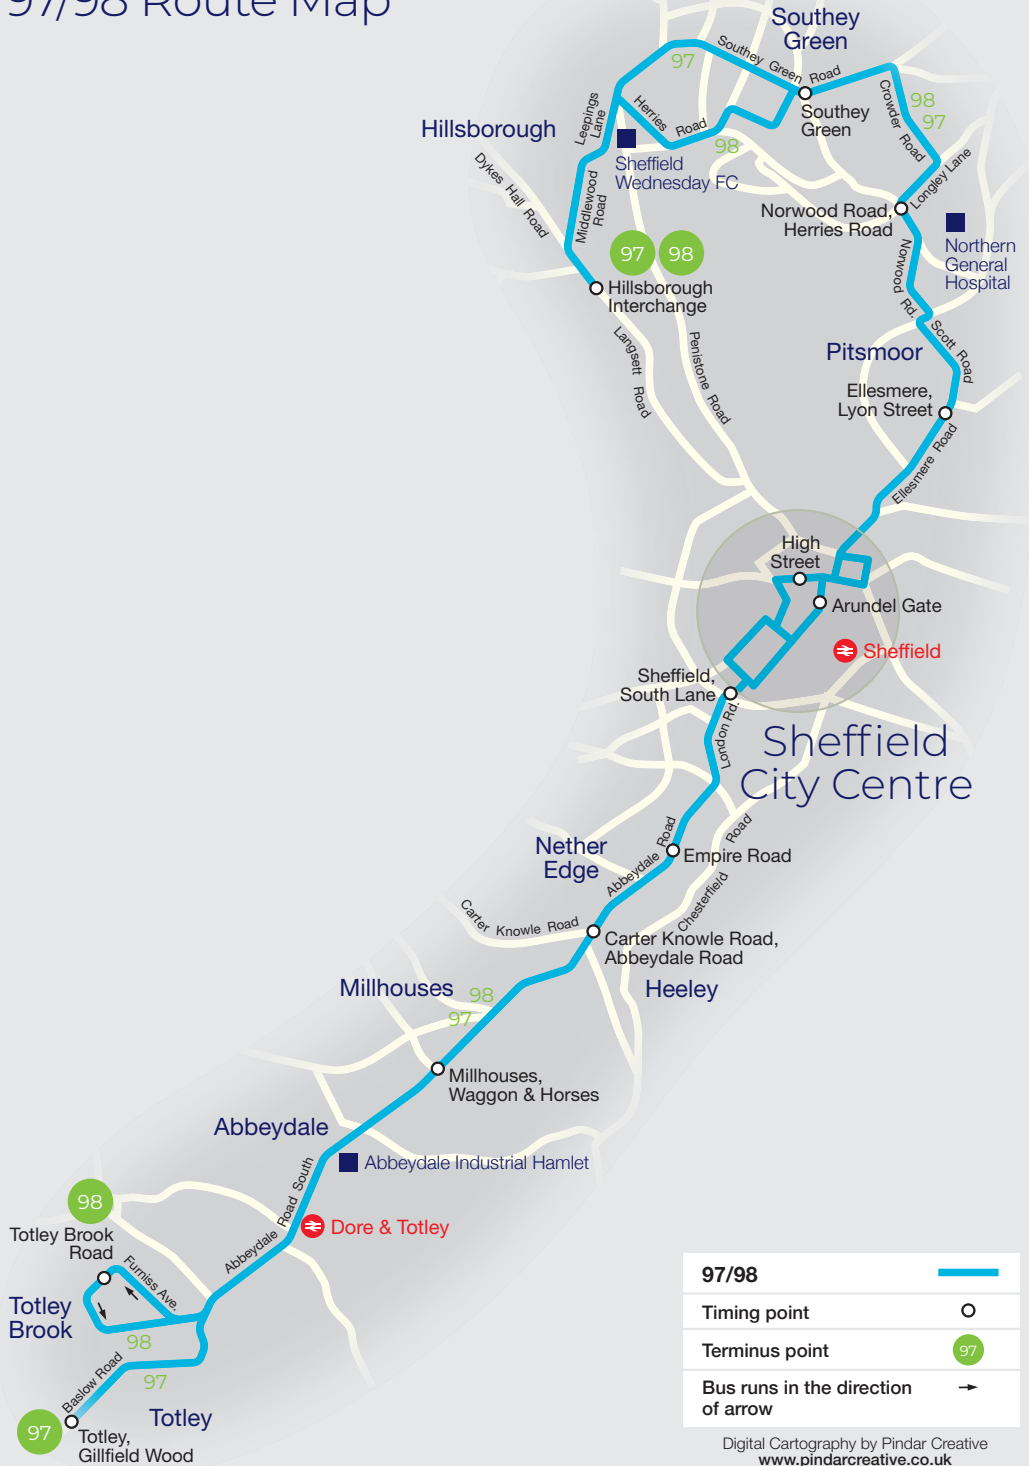 97/98 Route Map
Southey
Green
97
Southey Green Road
Southey
Green
Crowder Road
98
97
Leepings
Lane
Herries Road
98
Hillsborough
Sheffield
Wednesday FC
Dykes Hall Road
Middlewood
Road
Longley Lane
Norwood Road,
Herries Road
Northern
General
Hospital
97
98
Hillsborough
Interchange
Norwood Rd.
Langsett Road
Penistone Road
Scott Road
Pitsmoor
Ellesmere,
Lyon Street
Ellesmere Road
High
Street
Arundel Gate
Sheffield
Sheffield,
South Lane
London Rd.
Sheffield
City Centre
Nether
Edge
Abbeydale Road
Empire Road
Chesterfield Road
Carter Knowle Road
Carter Knowle Road,
Abbeydale Road
Millhouses
98
97
Heeley
Millhouses,
Waggon & Horses
Abbeydale
Abbeydale Industrial Hamlet
Abbeydale Road South
Dore & Totley
98
Totley Brook
Road
Furniss Ave.
Totley
Brook
98
Baslow Road
97
Totley
97
Totley,
Gillfield Wood
97/98
Timing point
Terminus point
97
Bus runs in the direction
of arrow
Digital Cartography by Pindar Creative
www.pindarcreative.co.uk